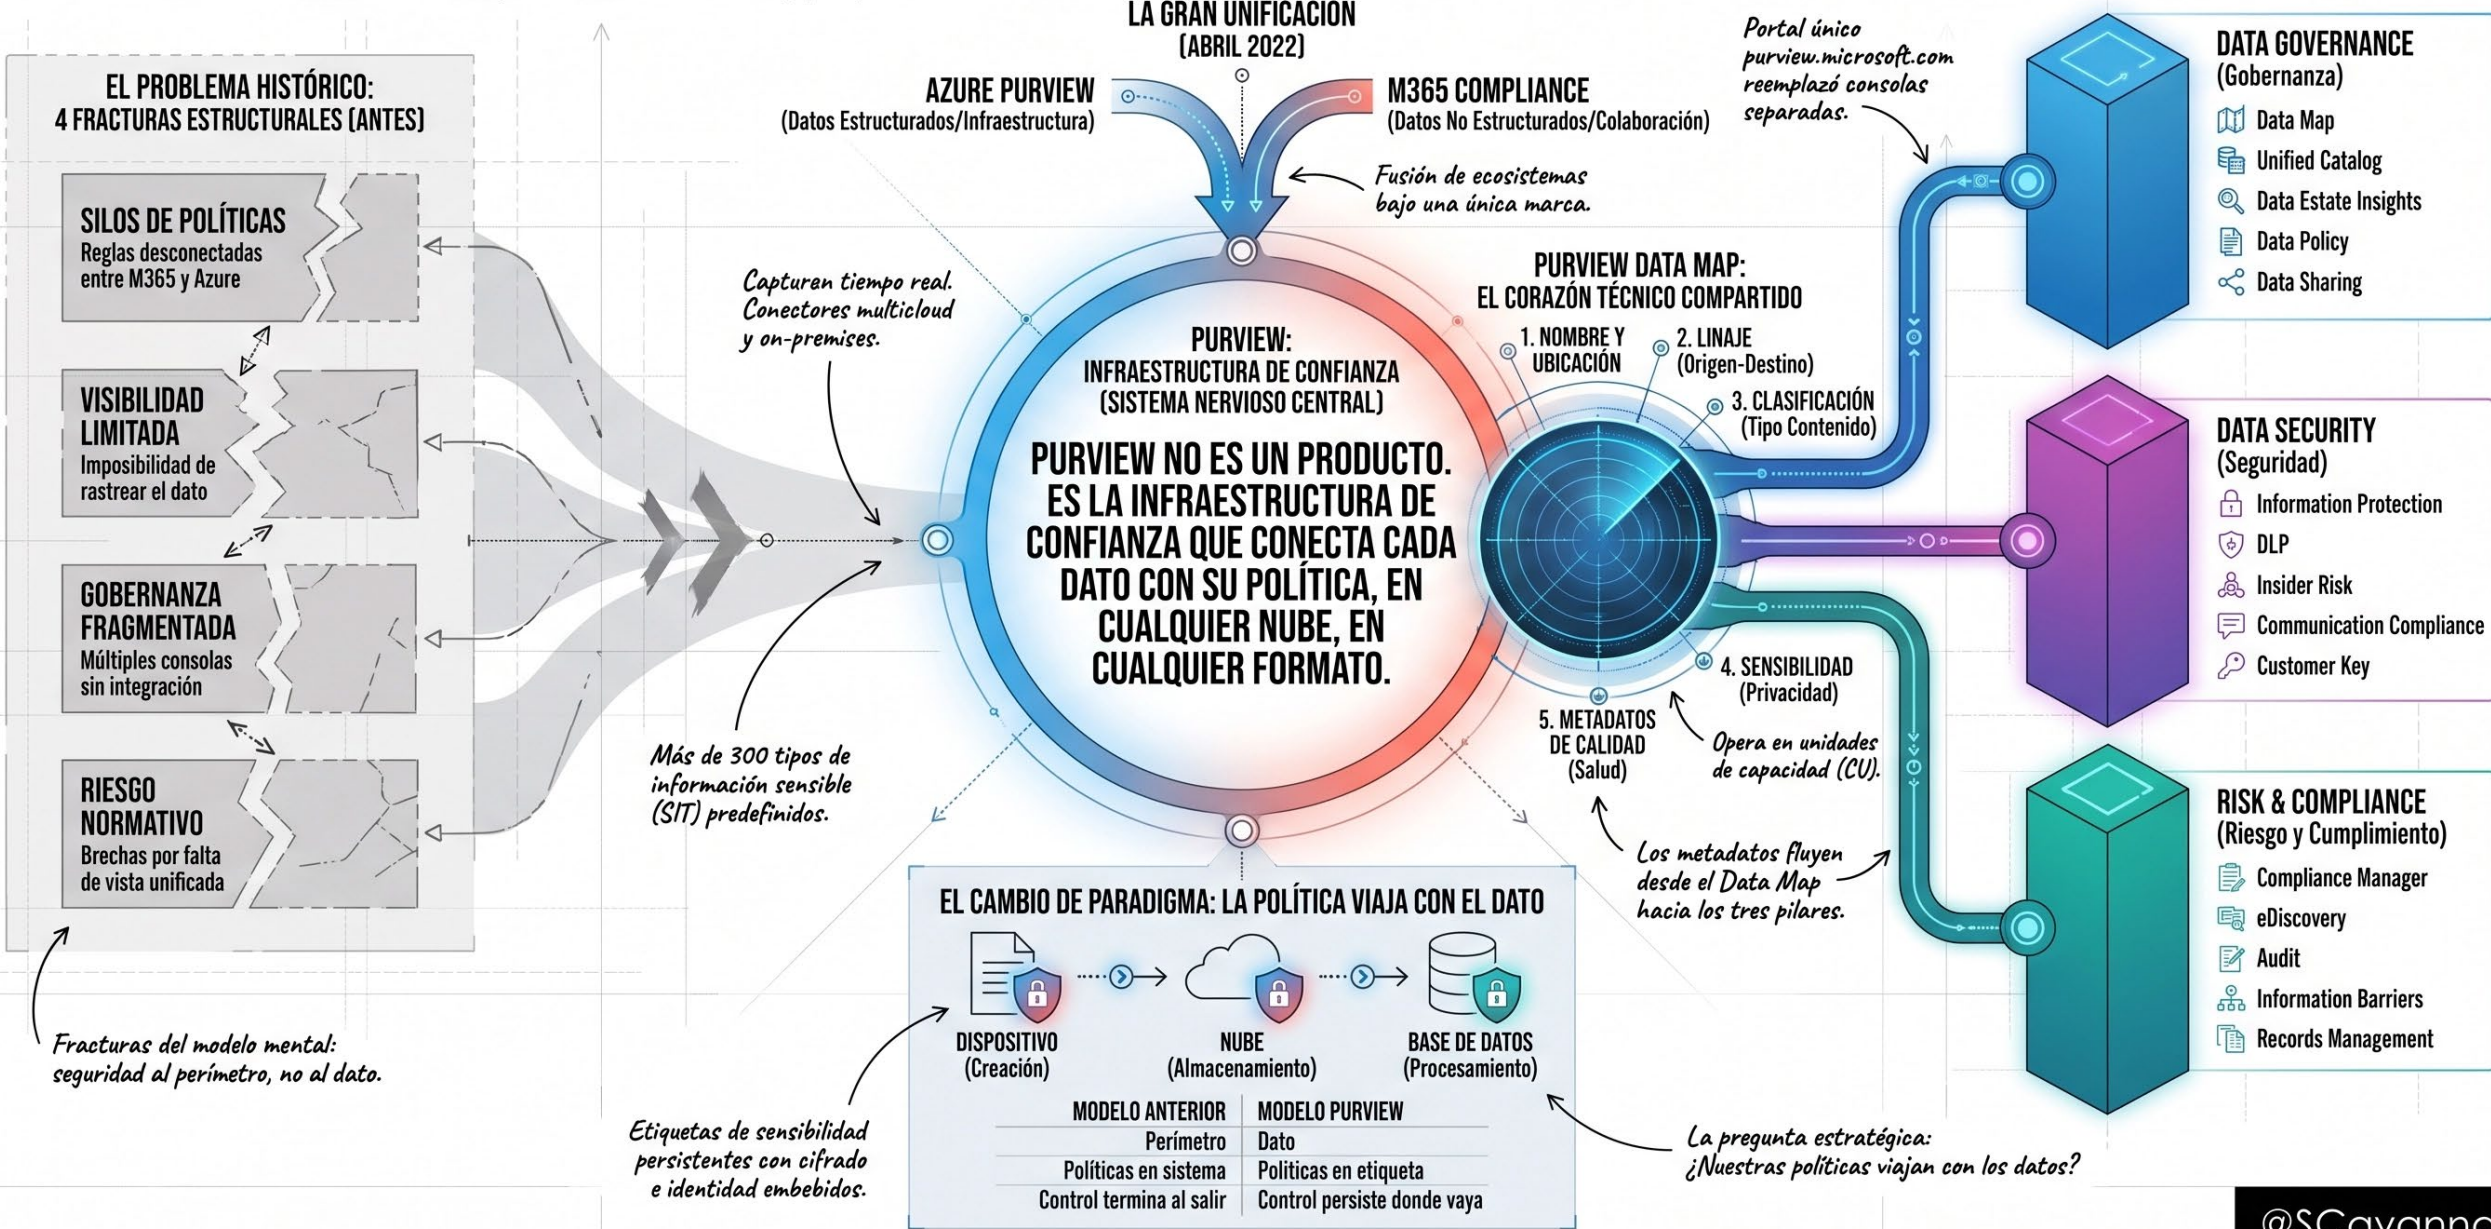 EL PROBLEMA HISTÓRICO:
4 FRACTURAS ESTRUCTURALES (ANTES)
SILOS DE POLÍTICAS
Reglas desconectadas
entre M365 y Azure
VISIBILIDAD
LIMITADA
Imposibilidad de
rastrear el dato
GOBERNANZA
FRAGMENTADA
Múltiples consolas
sin integración
RIESGO
NORMATIVO
Brechas por falta
de vista unificada
Fracturas del modelo mental:
seguridad al perímetro, no al dato.
LA GRAN UNIFICACIÓN
(ABRIL 2022)
AZURE PURVIEW
(Datos Estructurados/Infraestructura)
M365 COMPLIANCE
(Datos No Estructurados/Colaboración)
Fusión de ecosistemas
bajo una única marca.
Capturen tiempo real.
Conectores multicloud
y on-premises.
Más de 300 tipos de
información sensible
(SIT) predefinidos.
PURVIEW:
INFRAESTRUCTURA DE CONFIANZA
(SISTEMA NERVIOSO CENTRAL)
PURVIEW NO ES UN PRODUCTO.
ES LA INFRAESTRUCTURA DE
CONFIANZA QUE CONECTA CADA
DATO CON SU POLÍTICA, EN
CUALQUIER NUBE, EN
CUALQUIER FORMATO.
PURVIEW DATA MAP:
EL CORAZÓN TÉCNICO COMPARTIDO
1. NOMBRE Y
UBICACIÓN
2. LINAJE
(Origen-Destino)
3. CLASIFICACIÓN
(Tipo Contenido)
4. SENSIBILIDAD
(Privacidad)
5. METADATOS
DE CALIDAD
(Salud)
Opera en unidades
de capacidad (CU).
Los metadatos fluyen
desde el Data Map
hacia los tres pilares.
EL CAMBIO DE PARADIGMA: LA POLÍTICA VIAJA CON EL DATO
DISPOSITIVO
(Creación)
NUBE
(Almacenamiento)
BASE DE DATOS
(Procesamiento)
MODELO ANTERIOR MODELO PURVIEW
Perímetro Dato
Políticas en sistema Politicas en etiqueta
Control termina al salir Control persiste donde vaya
Etiquetas de sensibilidad
persistentes con cifrado
e identidad embebidos.
La pregunta estratégica:
¿Nuestras políticas viajan con los datos?
Portal único
purview.microsoft.com
reemplazó consolas
separadas.
DATA GOVERNANCE
(Gobernanza)
Data Map
Unified Catalog
Data Estate Insights
Data Policy
Data Sharing
DATA SECURITY
(Seguridad)
Information Protection
DLP
Insider Risk
Communication Compliance
Customer Key
RISK & COMPLIANCE
(Riesgo y Cumplimiento)
Compliance Manager
eDiscovery
Audit
Information Barriers
Records Management